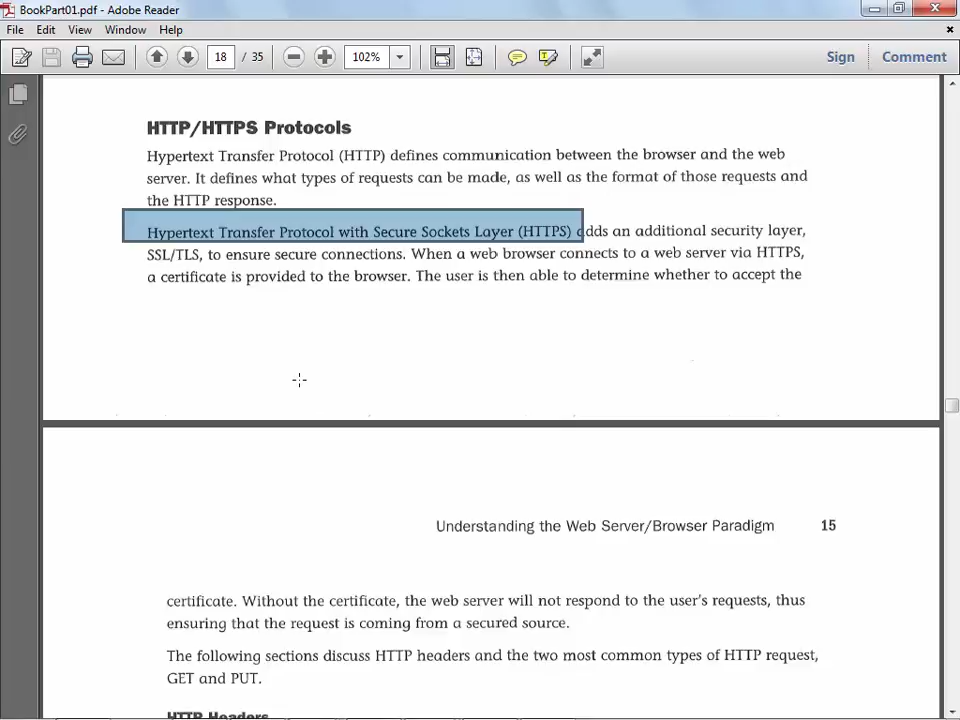 BookPart01.pdf - Adobe Reader
File Edit View Window Help
18 / 35 102% Sign Comment
HTTP/HTTPS Protocols
Hypertext Transfer Protocol (HTTP) defines communication between the browser and the web
server. It defines what types of requests can be made, as well as the format of those requests and
the HTTP response.
Hypertext Transfer Protocol with Secure Sockets Layer (HTTPS) adds an additional security layer,
SSL/TLS, to ensure secure connections. When a web browser connects to a web server via HTTPS,
a certificate is provided to the browser. The user is then able to determine whether to accept the
Understanding the Web Server/Browser Paradigm 15
certificate. Without the certificate, the web server will not respond to the user's requests, thus
ensuring that the request is coming from a secured source.
The following sections discuss HTTP headers and the two most common types of HTTP request,
GET and PUT.
HTTP Headers